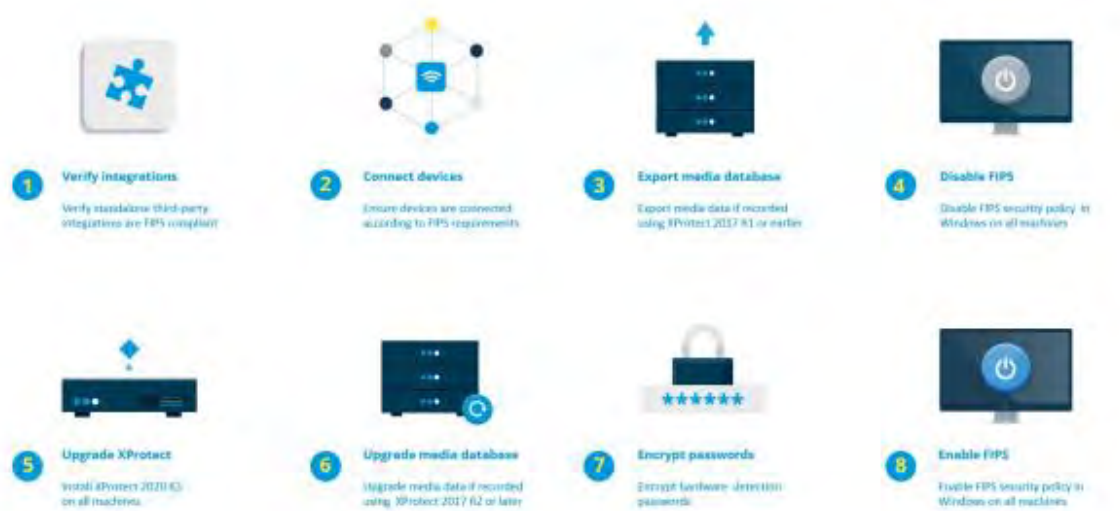 1
Verify integrations
Verify standalone third-party
integrations are FIPS compliant
2
Connect devices
Ensure devices are connected
according to FIPS requirements
3
Export media database
Export media data if recorded
using XProtect 2017 R1 or earlier
4
Disable FIPS
Disable FIPS security policy in
Windows on all machines
5
Upgrade XProtect
Install XProtect 2020 R3
on all machines
6
Upgrade media database
Upgrade media data if recorded
using XProtect 2017 R2 or later
7
******
Encrypt passwords
Encrypt hardware detection
passwords
8
Enable FIPS
Enable FIPS security policy in
Windows on all machines